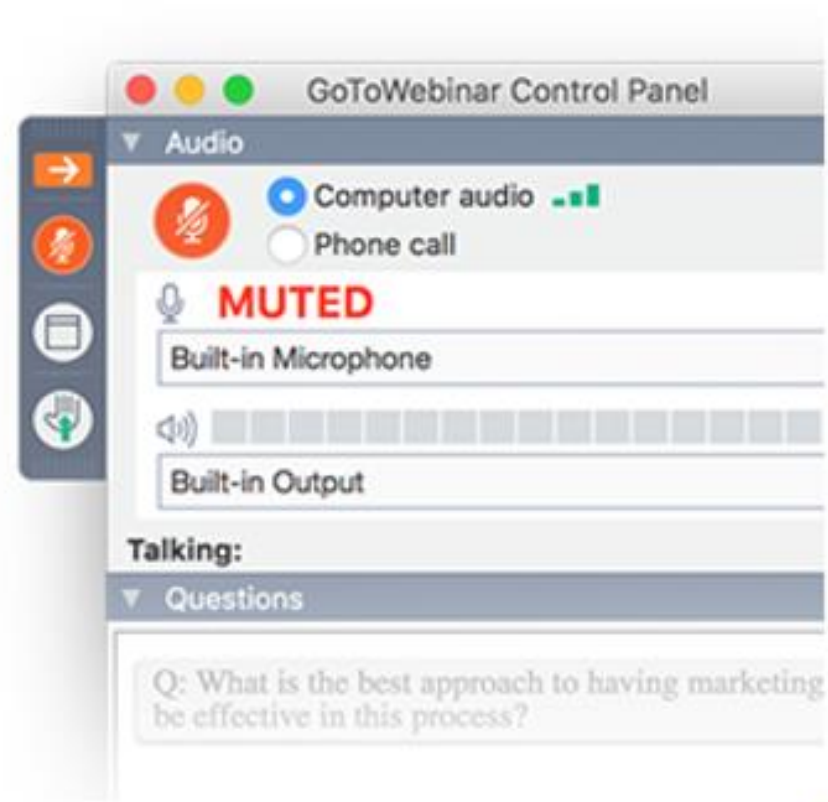 GoToWebinar Control Panel
Audio
Computer audio
Phone call
MUTED
Built-in Microphone
Built-in Output
Talking:
Questions
Q: What is the best approach to having marketing
be effective in this process?